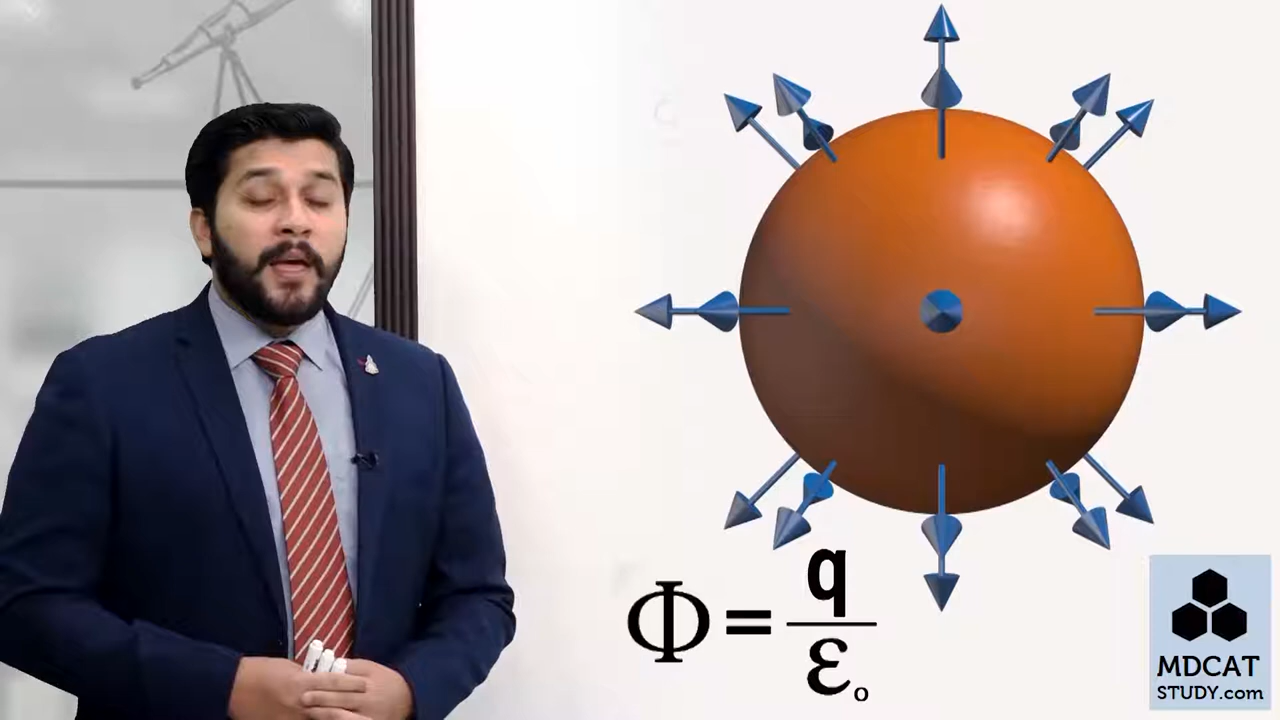 Φ = q/ε₀
MDCAT
STUDY.com